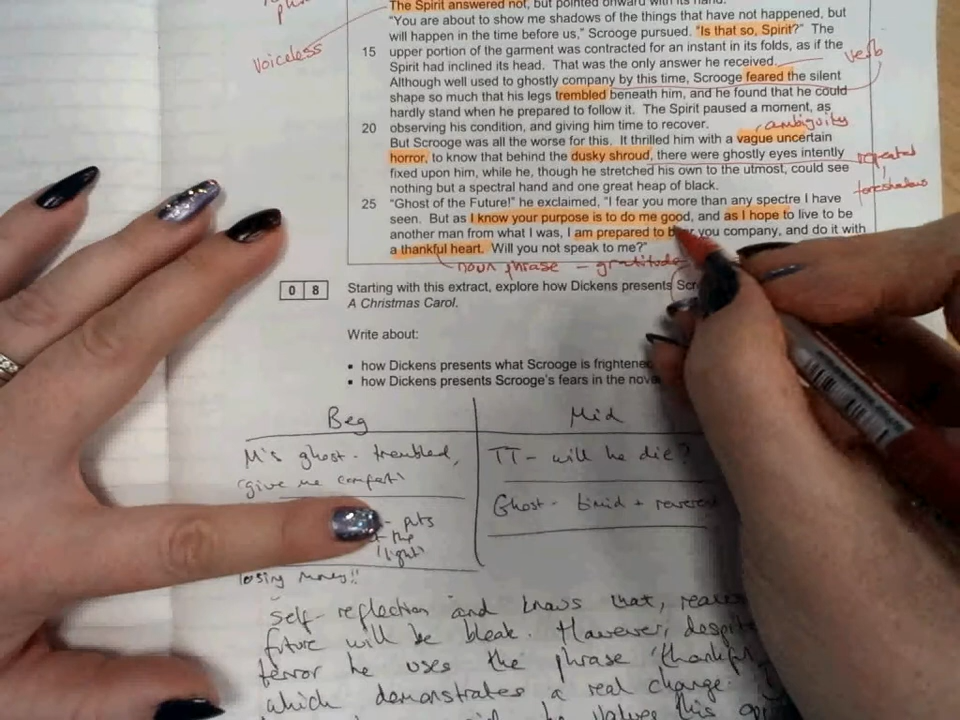 The Spirit answered not, but pointed onward with its hand.
"You are about to show me shadows of the things that have not happened, but
will happen in the time before us," Scrooge pursued. "Is that so, Spirit?" The
voiceless
15 upper portion of the garment was contracted for an instant in its folds, as if the
Spirit had inclined its head. That was the only answer he received.
verb
Although well used to ghostly company by this time, Scrooge feared the silent
shape so much that his legs trembled beneath him, and he found that he could
hardly stand when he prepared to follow it. The Spirit paused a moment, as
20 observing his condition, and giving him time to recover.
ambiguity
But Scrooge was all the worse for this. It thrilled him with a vague uncertain
horror, to know that behind the dusky shroud, there were ghostly eyes intently
repeated
fixed upon him, while he, though he stretched his own to the utmost, could see
nothing but a spectral hand and one great heap of black.
foreshadows
25 "Ghost of the Future!" he exclaimed, "I fear you more than any spectre I have
seen. But as I know your purpose is to do me good, and as I hope to live to be
another man from what I was, I am prepared to you company, and do it with
a thankful heart. Will you not speak to me?"
noun phrase - gratitude
0 8 Starting with this extract, explore how Dickens presents
A Christmas Carol.
Write about:
• how Dickens presents what Scrooge is
• how Dickens presents Scrooge's fears in the
Beg Mid
M's ghost - trembled, TT - will he die?
'give me comfort'
Ghost - timid +
- puts
the
light
losing money!!
self-reflection and knows that,
future will be bleak. However,
terror he uses the phrase
which demonstrates a real change.
values this